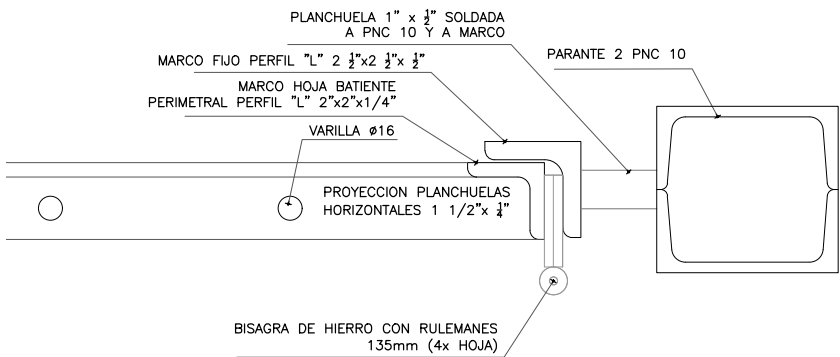 PLANCHUELA 1" x ½" SOLDADA
A PNC 10 Y A MARCO
MARCO FIJO PERFIL "L" 2 ½"x2 ½"x ½"
PARANTE 2 PNC 10
MARCO HOJA BATIENTE
PERIMETRAL PERFIL "L" 2"x2"x1/4"
VARILLA ø16
PROYECCION PLANCHUELAS
HORIZONTALES 1 1/2"x ¼"
BISAGRA DE HIERRO CON RULEMANES
135mm (4x HOJA)